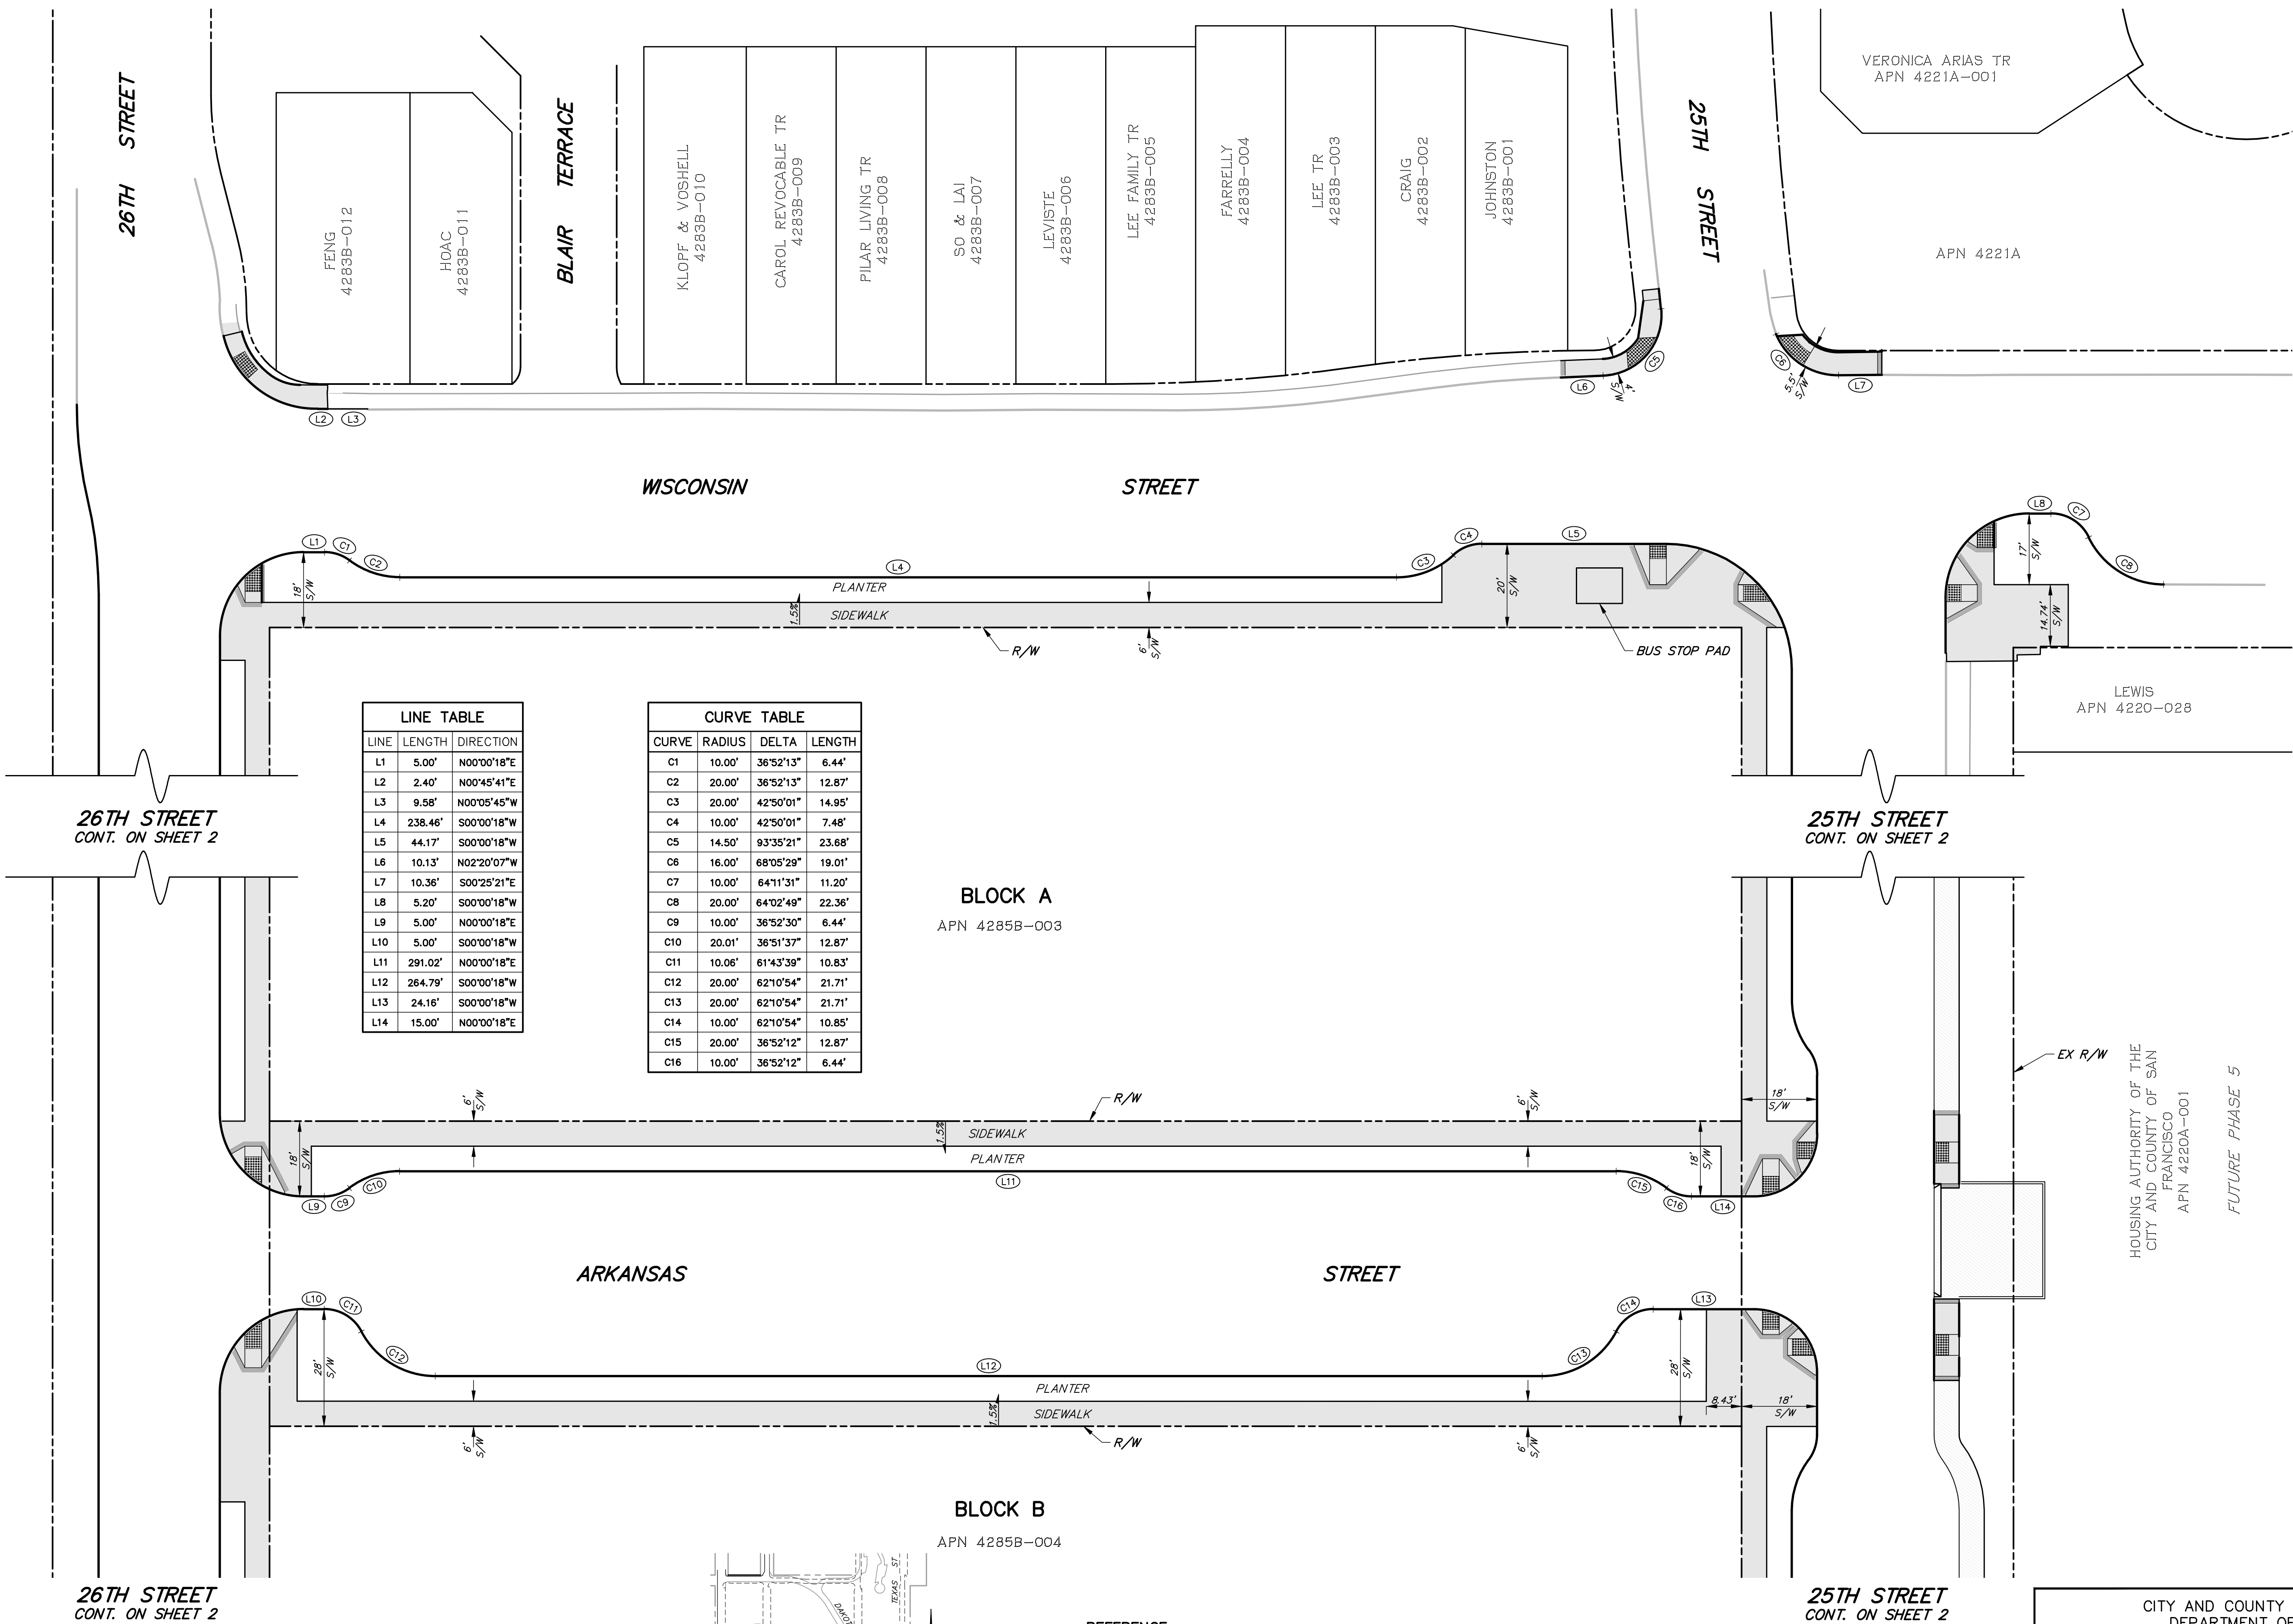 26TH STREET
BLAIR TERRACE
25TH STREET
FENG
4283B-012
HOAC
4283B-011
KLOPF & VOSHELL
4283B-010
CAROL REVOCABLE TR
4283B-009
PILAR LIVING TR
4283B-008
SO & LAI
4283B-007
LEVISTE
4283B-006
LEE FAMILY TR
4283B-005
FARRELLY
4283B-004
LEE TR
4283B-003
CRAIG
4283B-002
JOHNSTON
4283B-001
VERONICA ARIAS TR
APN 4221A-001
APN 4221A
L2
L3
L6
4'
S/W
C5
C6
5.5'
S/W
L7
WISCONSIN STREET
L1
C1
C2
L4
C3
C4
L5
L8
C7
C8
18'
S/W
PLANTER
SIDEWALK
1.5%
R/W
6'
S/W
20'
S/W
BUS STOP PAD
17'
S/W
14.74'
S/W
LEWIS
APN 4220-028
LINE TABLE
LINE LENGTH DIRECTION
L1 5.00' N00°00'18"E
L2 2.40' N00°45'41"E
L3 9.58' N00°05'45"W
L4 238.46' S00°00'18"W
L5 44.17' S00°00'18"W
L6 10.13' N02°20'07"W
L7 10.36' S00°25'21"E
L8 5.20' S00°00'18"W
L9 5.00' N00°00'18"E
L10 5.00' S00°00'18"W
L11 291.02' N00°00'18"E
L12 264.79' S00°00'18"W
L13 24.16' S00°00'18"W
L14 15.00' N00°00'18"E
CURVE TABLE
CURVE RADIUS DELTA LENGTH
C1 10.00' 36°52'13" 6.44'
C2 20.00' 36°52'13" 12.87'
C3 20.00' 42°50'01" 14.95'
C4 10.00' 42°50'01" 7.48'
C5 14.50' 93°35'21" 23.68'
C6 16.00' 68°05'29" 19.01'
C7 10.00' 64°11'31" 11.20'
C8 20.00' 64°02'49" 22.36'
C9 10.00' 36°52'30" 6.44'
C10 20.01' 36°51'37" 12.87'
C11 10.06' 61°43'39" 10.83'
C12 20.00' 62°10'54" 21.71'
C13 20.00' 62°10'54" 21.71'
C14 10.00' 62°10'54" 10.85'
C15 20.00' 36°52'12" 12.87'
C16 10.00' 36°52'12" 6.44'
26TH STREET
CONT. ON SHEET 2
25TH STREET
CONT. ON SHEET 2
BLOCK A
APN 4285B-003
EX R/W
HOUSING AUTHORITY OF THE
CITY AND COUNTY OF SAN
FRANCISCO
APN 4220A-001
FUTURE PHASE 5
6'
S/W
R/W
6'
S/W
18'
S/W
18'
S/W
1.5%
SIDEWALK
PLANTER
18'
S/W
L9
C9
C10
L11
C15
C16
L14
ARKANSAS STREET
L10
C11
C12
L12
C13
C14
L13
28'
S/W
PLANTER
SIDEWALK
1.5%
28'
S/W
8.43'
18'
S/W
6'
S/W
R/W
6'
S/W
BLOCK B
APN 4285B-004
TEXAS ST
26TH STREET
CONT. ON SHEET 2
25TH STREET
CONT. ON SHEET 2
CITY AND COUNTY